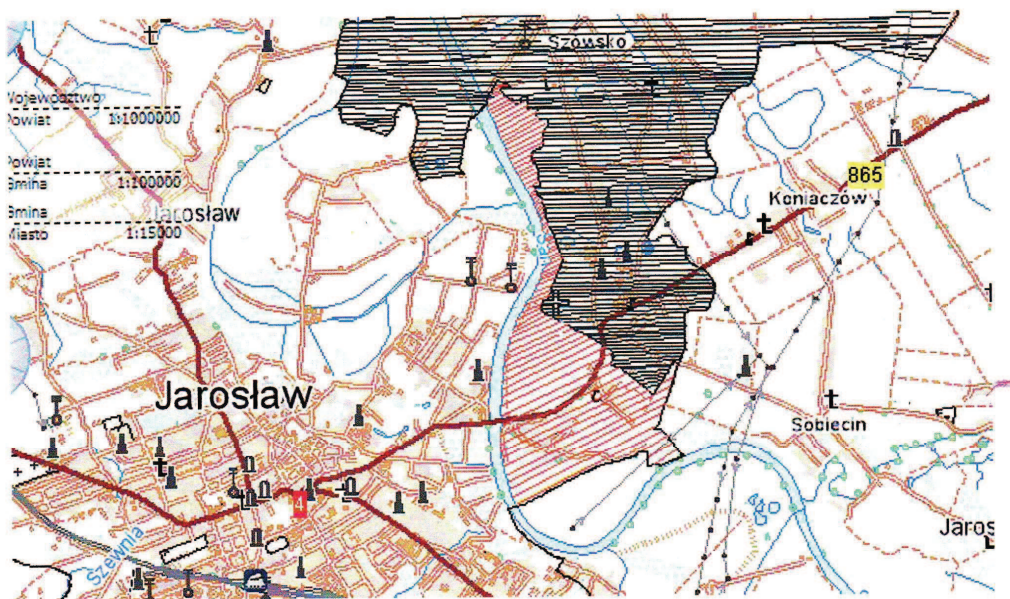 Szówsko
Województwo
Powiat 1:1000000
Powiat
Gmina 1:100000
Gmina
Miasto 1:15000
Jarosław
865
Koniaczów
Jarosław
Sobiecin
4
Szewnia
Jaros